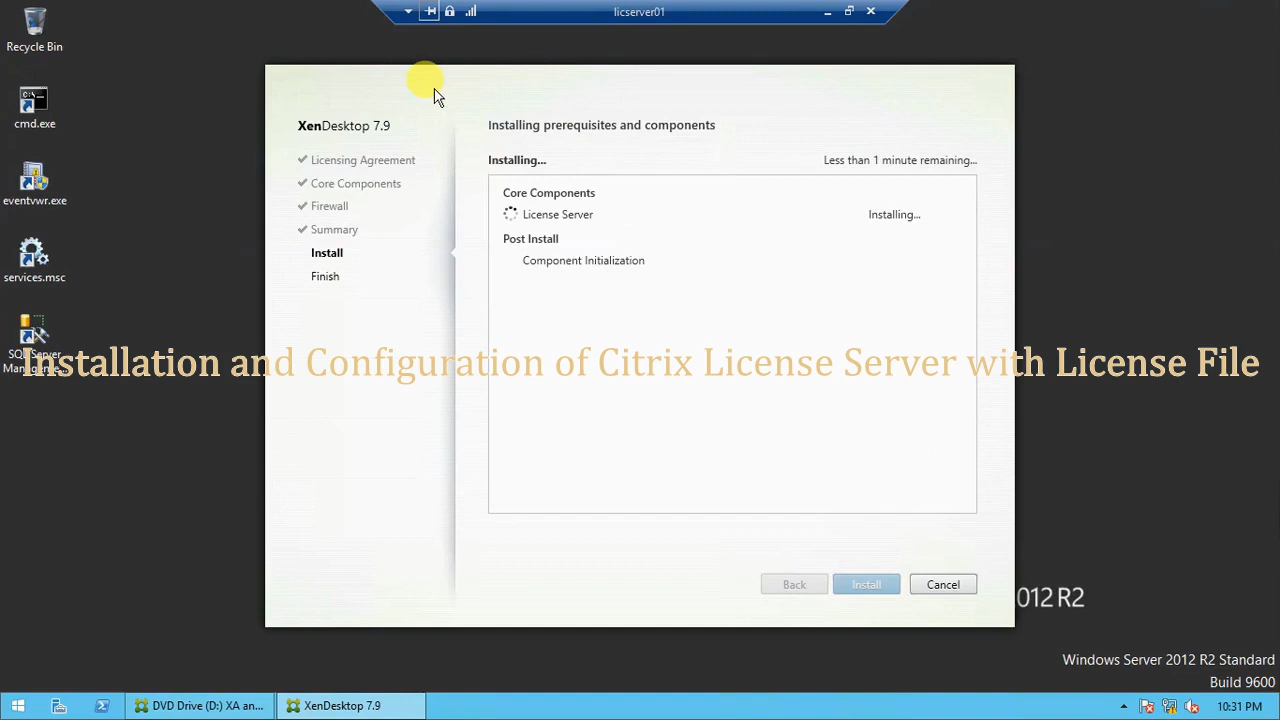 licserver01
Recycle Bin
cmd.exe
eventvwr.exe
services.msc
SQL Server
Manageme...
XenDesktop 7.9
Licensing Agreement
Core Components
Firewall
Summary
Install
Finish
Installing prerequisites and components
Installing... Less than 1 minute remaining...
Core Components
License Server Installing...
Post Install
Component Initialization
Installation and Configuration of Citrix License Server with License File
Back Install Cancel
012 R2
Windows Server 2012 R2 Standard
Build 9600
DVD Drive (D:) XA an... XenDesktop 7.9 10:31 PM